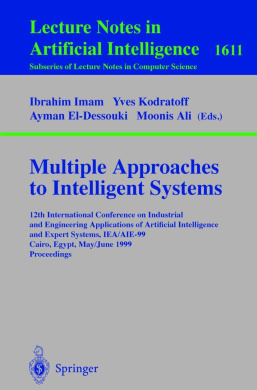 Lecture Notes in
Artificial Intelligence 1611
Subseries of Lecture Notes in Computer Science
Ibrahim Imam Yves Kodratoff
Ayman El-Dessouki Moonis Ali (Eds.)
Multiple Approaches
to Intelligent Systems
12th International Conference on Industrial
and Engineering Applications of Artificial Intelligence
and Expert Systems, IEA/AIE-99
Cairo, Egypt, May/June 1999
Proceedings
Springer